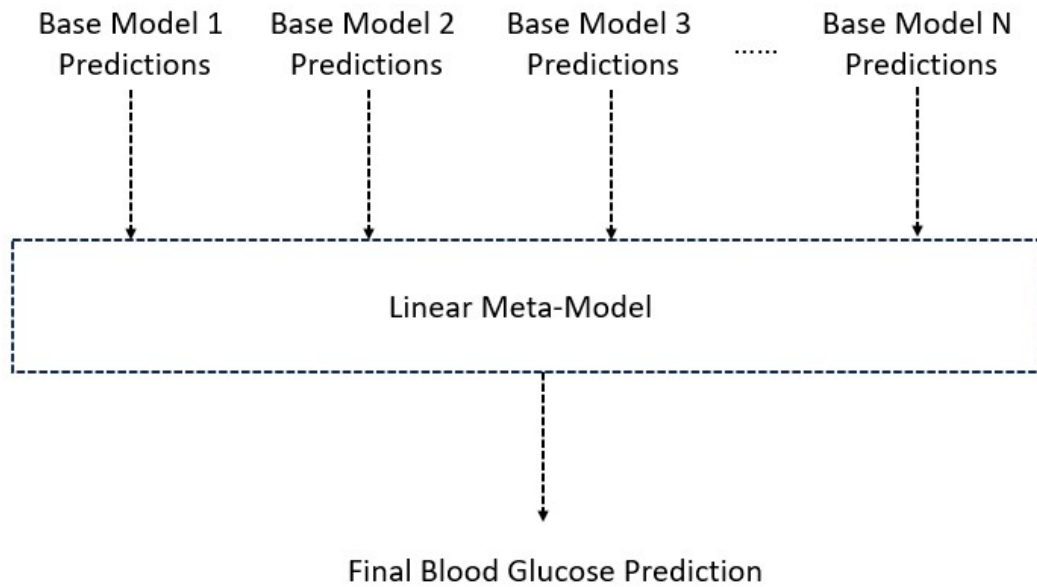 Base Model 1 Base Model 2 Base Model 3 ...... Base Model N
Predictions Predictions Predictions Predictions
Linear Meta-Model
Final Blood Glucose Prediction